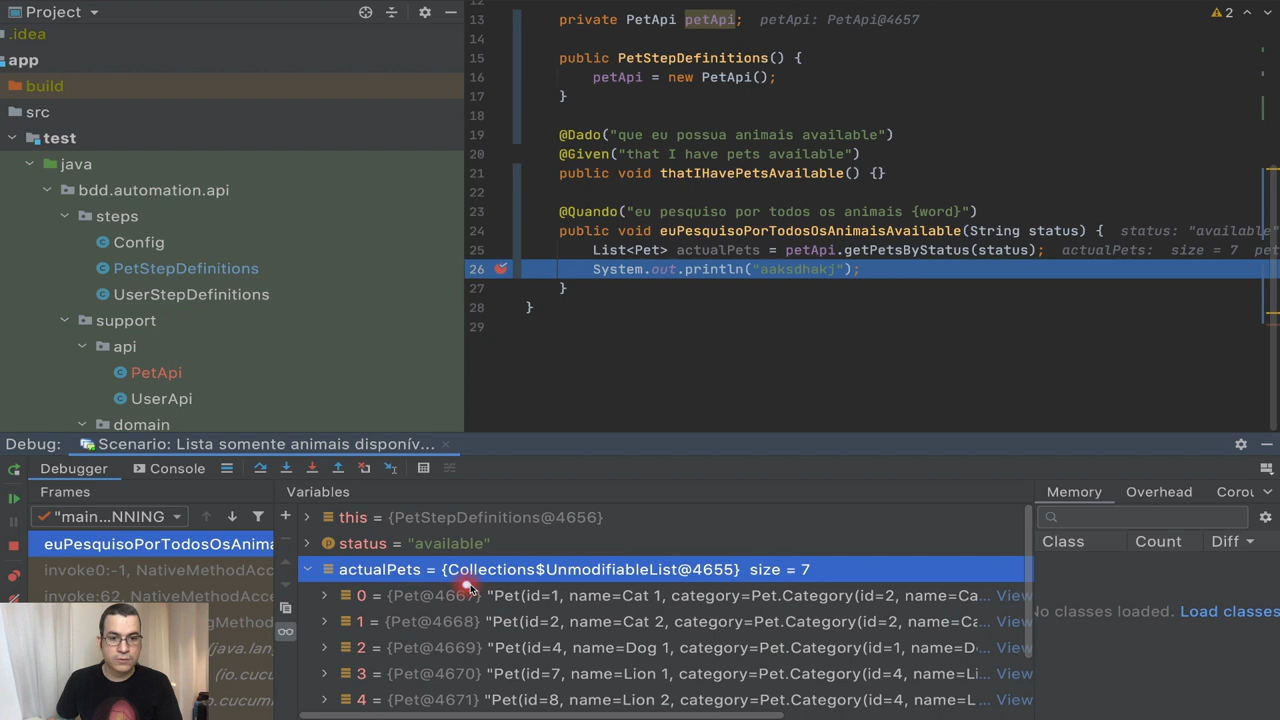 Project
.idea
app
build
src
test
java
bdd.automation.api
steps
Config
PetStepDefinitions
UserStepDefinitions
support
api
PetApi
UserApi
domain
2
12
13 private PetApi petApi; petApi: PetApi@4657
14
15 public PetStepDefinitions() {
16 petApi = new PetApi();
17 }
18
19 @Dado("que eu possua animais available")
20 @Given("that I have pets available")
21 public void thatIHavePetsAvailable() {}
22
23 @Quando("eu pesquiso por todos os animais {word}")
24 public void euPesquisoPorTodosOsAnimaisAvailable(String status) { status: "available"
25 List<Pet> actualPets = petApi.getPetsByStatus(status); actualPets: size = 7 pe
26 System.out.println("aaksdhakj");
27 }
28 }
29
Debug: Scenario: Lista somente animais disponív...
Debugger Console
Frames
"main...NNING
euPesquisoPorTodosOsAnima
invoke0:-1, NativeMethodAcce
invoke:62, NativeMethodAcces
Variables
this = {PetStepDefinitions@4656}
status = "available"
actualPets = {Collections$UnmodifiableList@4655} size = 7
0 = {Pet@4667} "Pet(id=1, name=Cat 1, category=Pet.Category(id=2, name=Ca... View
1 = {Pet@4668} "Pet(id=2, name=Cat 2, category=Pet.Category(id=2, name=Ca... View
2 = {Pet@4669} "Pet(id=4, name=Dog 1, category=Pet.Category(id=1, name=D... View
3 = {Pet@4670} "Pet(id=7, name=Lion 1, category=Pet.Category(id=4, name=Li... View
4 = {Pet@4671} "Pet(id=8, name=Lion 2, category=Pet.Category(id=4, name=L... View
Memory Overhead Corou
Class Count Diff
No classes loaded. Load classes